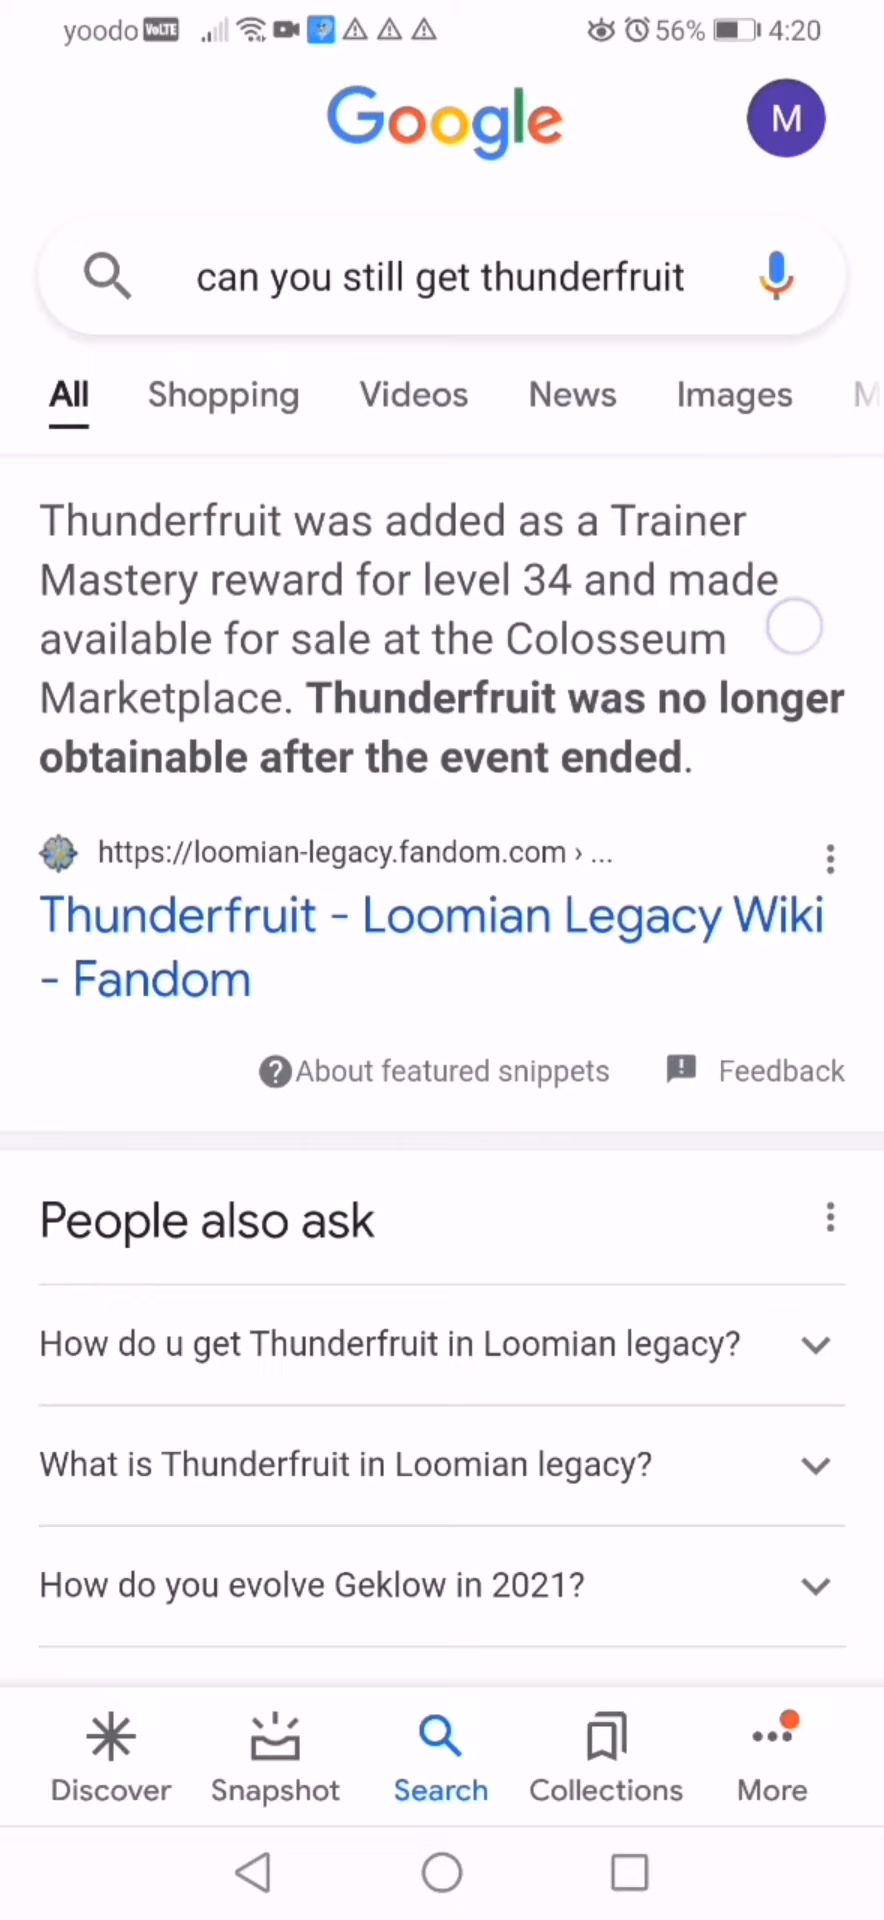 yoodo VoLTE 56% 4:20
Google
M
can you still get thunderfruit
All Shopping Videos News Images M
Thunderfruit was added as a Trainer
Mastery reward for level 34 and made
available for sale at the Colosseum
Marketplace. Thunderfruit was no longer
obtainable after the event ended.
https://loomian-legacy.fandom.com › ...
Thunderfruit - Loomian Legacy Wiki
- Fandom
About featured snippets Feedback
People also ask
How do u get Thunderfruit in Loomian legacy?
What is Thunderfruit in Loomian legacy?
How do you evolve Geklow in 2021?
Discover Snapshot Search Collections More